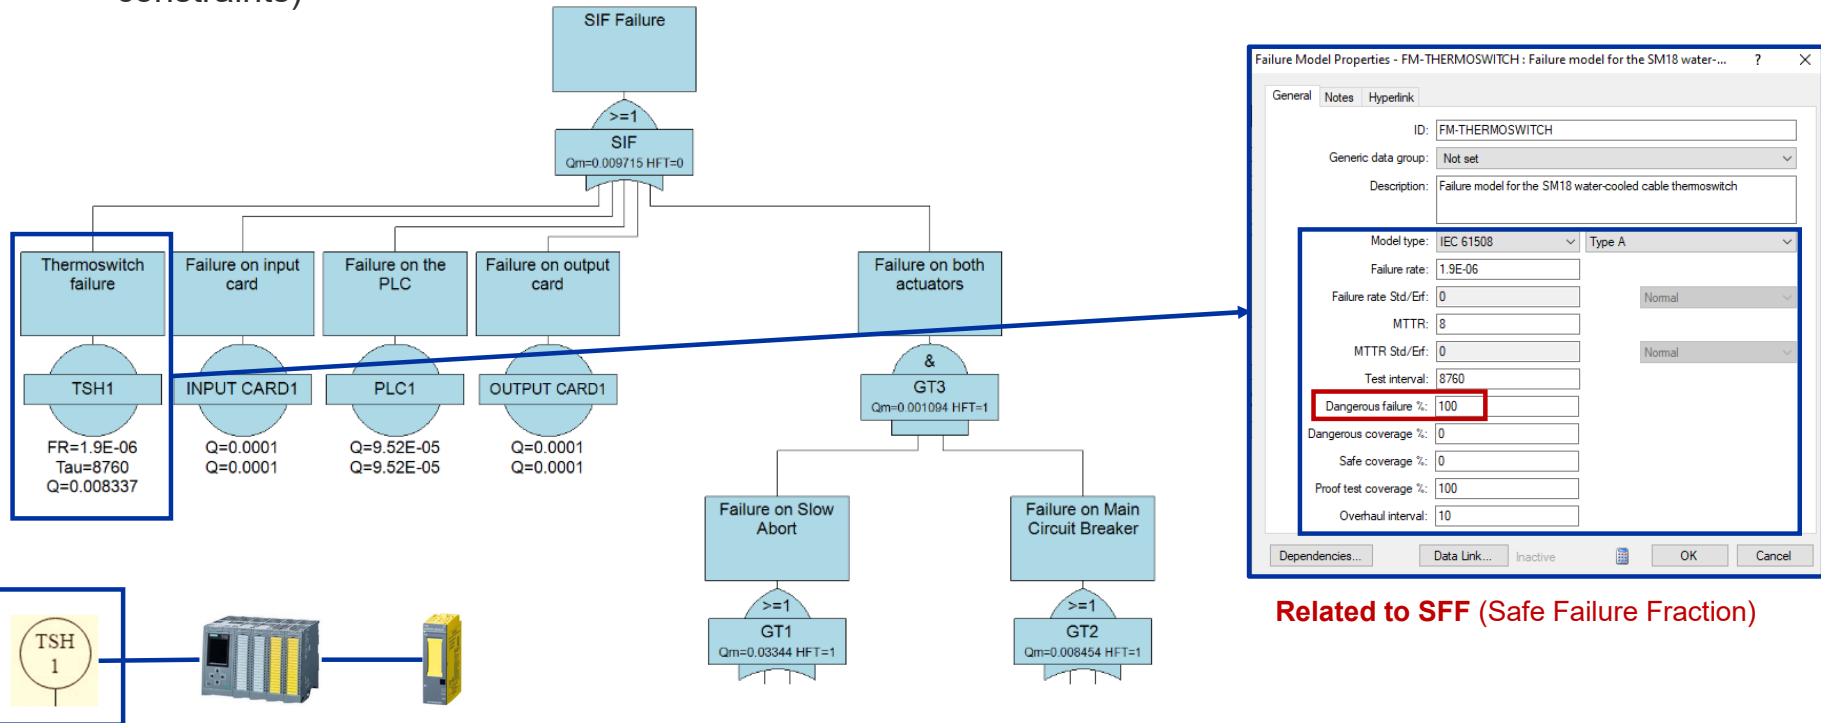 constraints)
SIF Failure
>=1
SIF
Qm=0.009715 HFT=0
Thermoswitch
failure
Failure on input
card
Failure on the
PLC
Failure on output
card
Failure on both
actuators
TSH1
INPUT CARD1
PLC1
OUTPUT CARD1
&
GT3
Qm=0.001094 HFT=1
FR=1.9E-06
Tau=8760
Q=0.008337
Q=0.0001
Q=0.0001
Q=9.52E-05
Q=9.52E-05
Q=0.0001
Q=0.0001
Failure on Slow
Abort
Failure on Main
Circuit Breaker
>=1
GT1
Qm=0.03344 HFT=1
>=1
GT2
Qm=0.008454 HFT=1
TSH
1
Failure Model Properties - FM-THERMOSWITCH : Failure model for the SM18 water-... ? X
General Notes Hyperlink
ID: FM-THERMOSWITCH
Generic data group: Not set
Description: Failure model for the SM18 water-cooled cable thermoswitch
Model type: IEC 61508 Type A
Failure rate: 1.9E-06
Failure rate Std/Erf: 0 Normal
MTTR: 8
MTTR Std/Erf: 0 Normal
Test interval: 8760
Dangerous failure %: 100
Dangerous coverage %: 0
Safe coverage %: 0
Proof test coverage %: 100
Overhaul interval: 10
Dependencies... Data Link... Inactive OK Cancel
Related to SFF (Safe Failure Fraction)